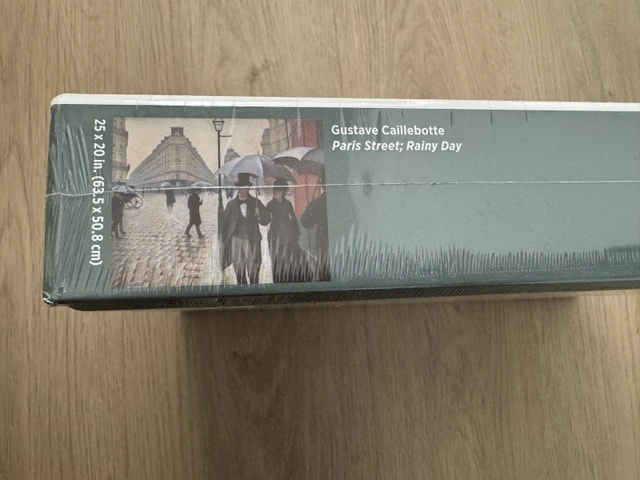 25 x 20 in. (63.5 x 50.8 cm)
Gustave Caillebotte
Paris Street; Rainy Day